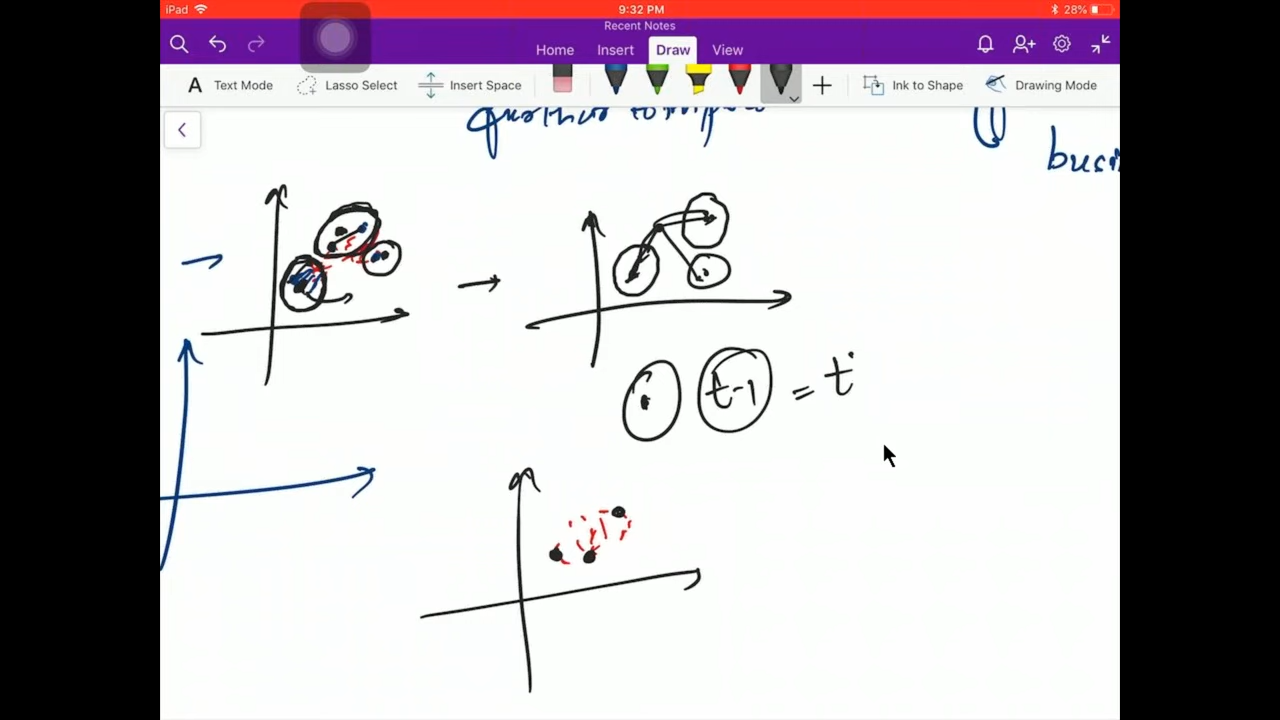 iPad 9:32 PM 28%
Recent Notes
Home Insert Draw View
A Text Mode Lasso Select Insert Space Ink to Shape Drawing Mode
t-1 = t